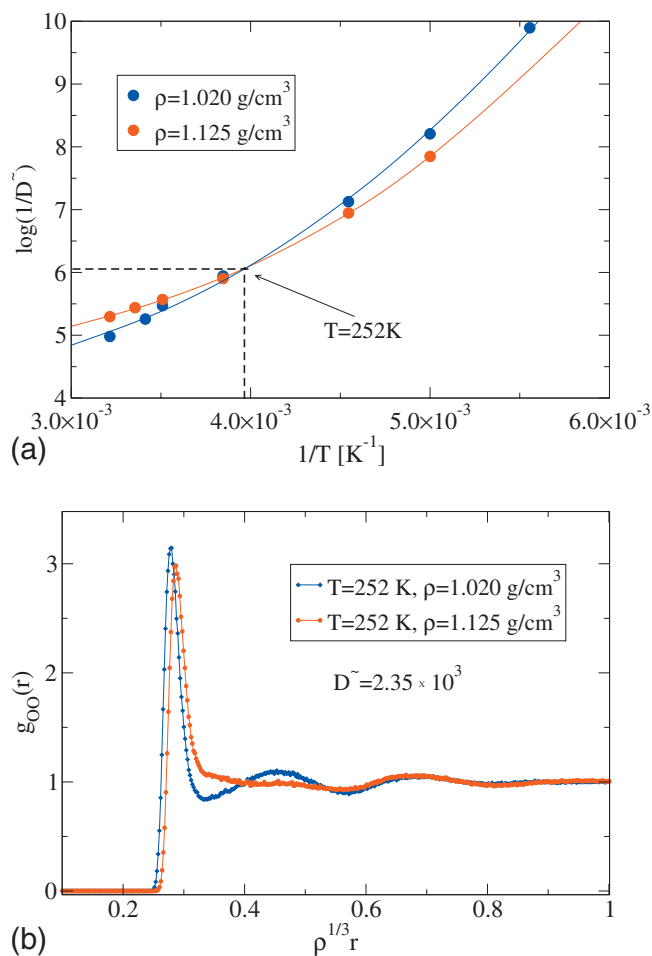 10
9
8
7
6
5
4
log(1/D˜)
ρ=1.020 g/cm³
ρ=1.125 g/cm³
T=252K
3.0×10⁻³ 4.0×10⁻³ 5.0×10⁻³ 6.0×10⁻³
1/T [K⁻¹]
(a)
3
2
1
0
g_OO(r)
T=252 K, ρ=1.020 g/cm³
T=252 K, ρ=1.125 g/cm³
D˜=2.35 × 10³
0.2 0.4 0.6 0.8 1
ρ^1/3 r
(b)